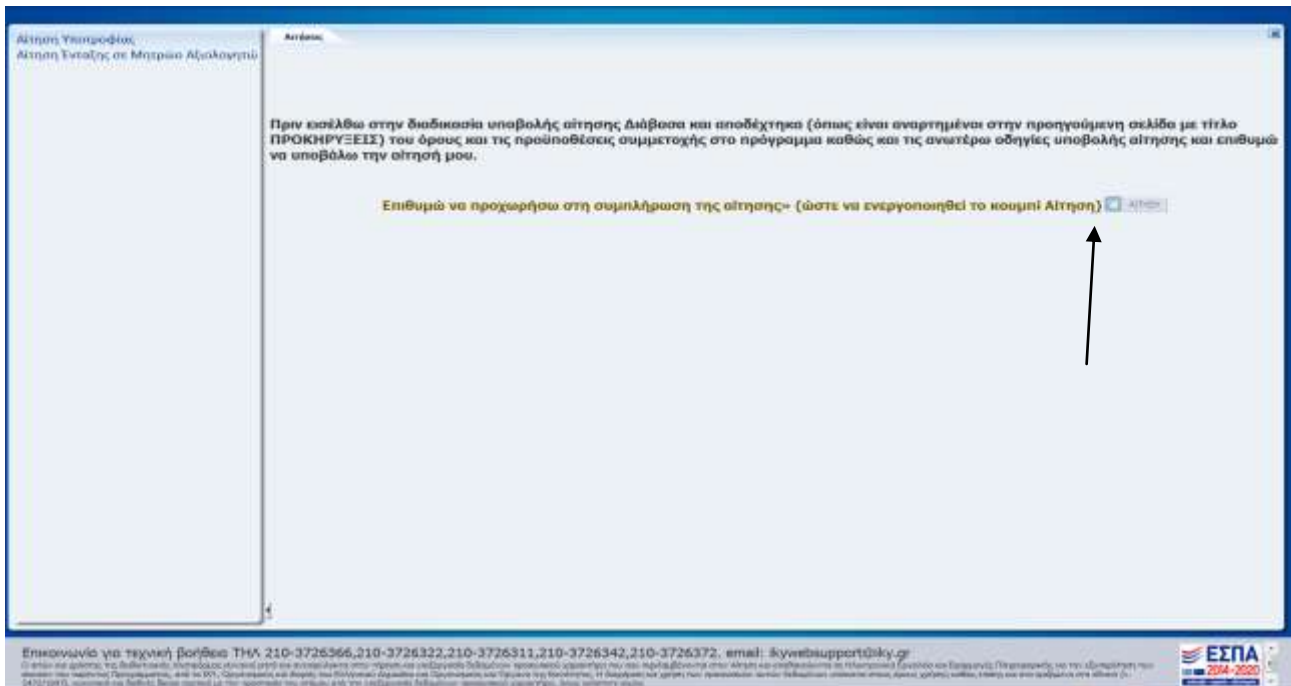 Αίτηση Υποτροφίας
Αίτηση Ένταξης σε Μητρώο Αξιολογητώ
Αιτήσεις
Πριν εισέλθω στην διαδικασία υποβολής αίτησης Διάβασα και αποδέχτηκα (όπως είναι αναρτημένοι στην προηγούμενη σελίδα με τίτλο
ΠΡΟΚΗΡΥΞΕΙΣ) του όρους και τις προϋποθέσεις συμμετοχής στο πρόγραμμα καθώς και τις ανωτέρω οδηγίες υποβολής αίτησης και επιθυμώ
να υποβάλω την αίτησή μου.
Επιθυμώ να προχωρήσω στη συμπλήρωση της αίτησης» (ώστε να ενεργοποιηθεί το κουμπί Αίτηση) ΑΙΤΗΣΗ
Επικοινωνία για τεχνική βοήθεια ΤΗΛ 210-3726366,210-3726322,210-3726311,210-3726342,210-3726372. email: ikywebsupport@iky.gr
ΕΣΠΑ
2014-2020